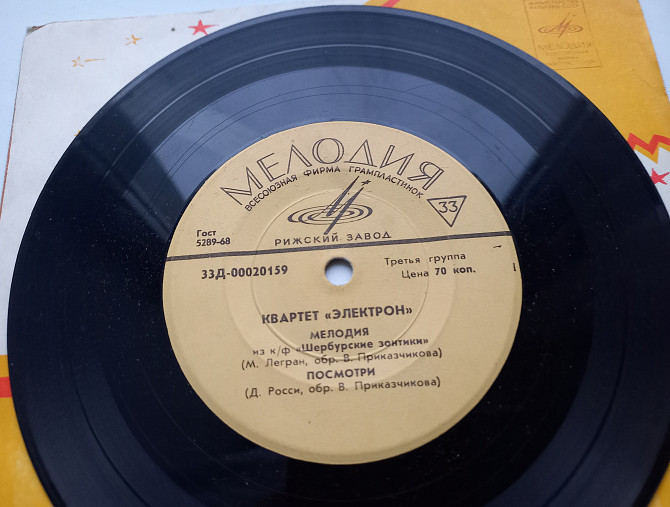 МЕЛОДИЯ
МЕЛОДИЯ
ВСЕСОЮЗНАЯ ФИРМА ГРАМПЛАСТИНОК
33
РИЖСКИЙ ЗАВОД
Гост
5289-68
33Д-00020159
Третья группа
Цена 70 коп.
КВАРТЕТ «ЭЛЕКТРОН»
МЕЛОДИЯ
из к/ф «Шербурские зонтики»
(М. Легран, обр. В. Приказчикова)
ПОСМОТРИ
(Д. Росси, обр. В. Приказчикова)